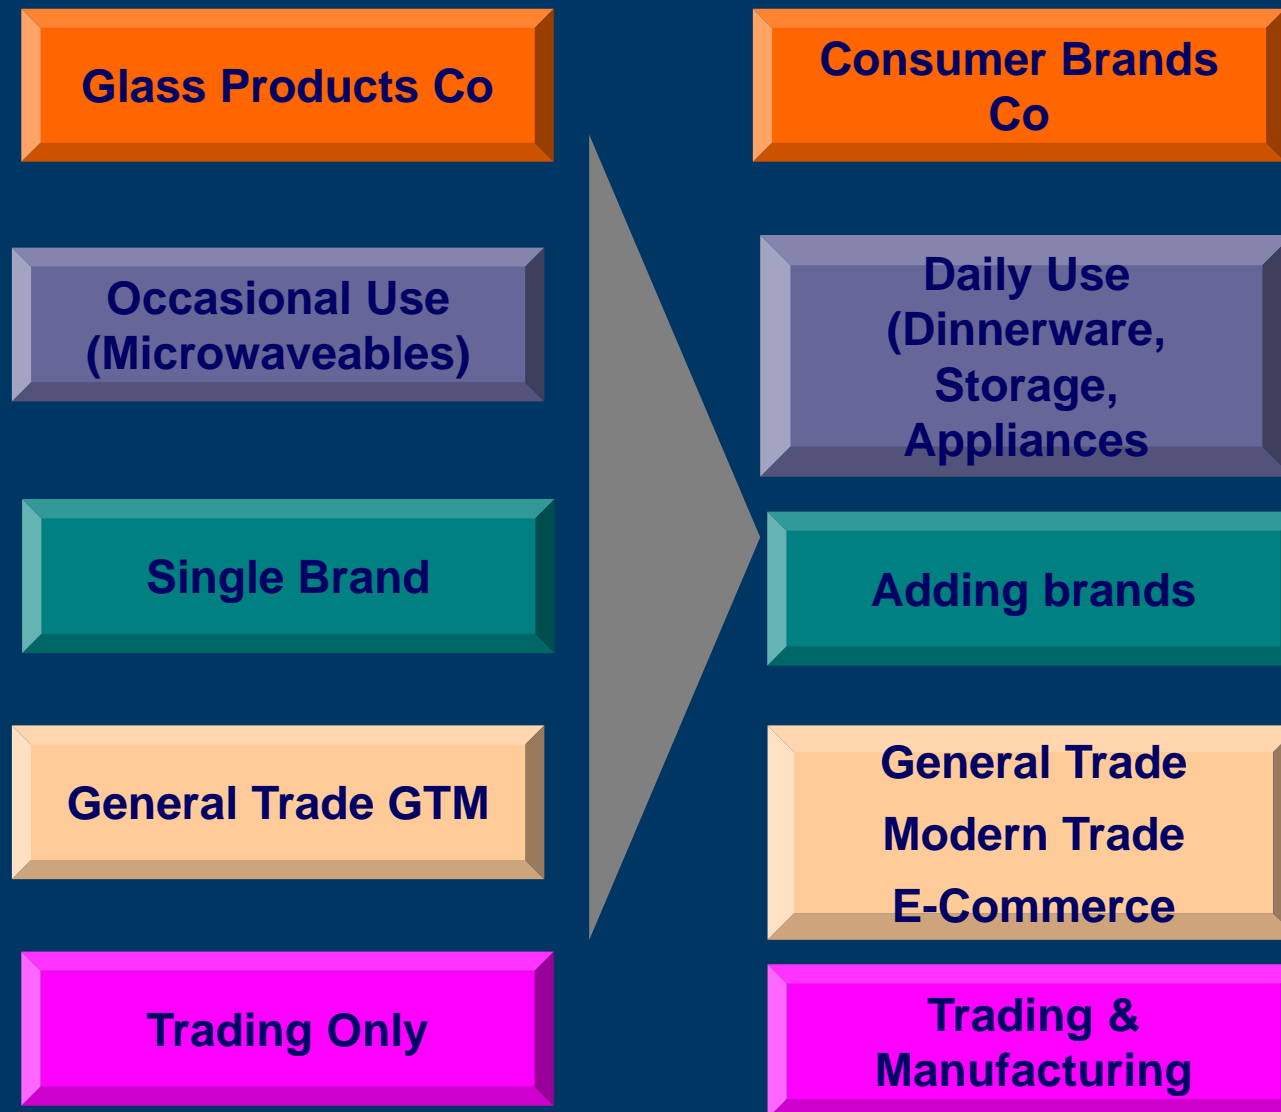 Glass Products Co
Consumer Brands
Co
Occasional Use
(Microwaveables)
Daily Use
(Dinnerware,
Storage,
Appliances
Single Brand
Adding brands
General Trade GTM
General Trade
Modern Trade
E-Commerce
Trading Only
Trading &
Manufacturing